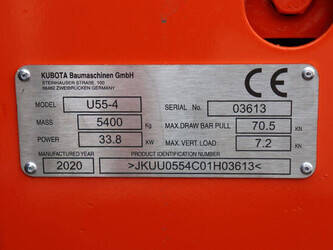 KUBOTA Baumaschinen GmbH
STEINHAUSER STRAßE, 100
66482 ZWEIBRÜCKEN GERMANY
CE
MODEL U55-4 SERIAL No. 03613
MASS 5400 Kg MAX.DRAW BAR PULL 70.5 KN
POWER 33.8 KW MAX. VERT. LOAD 7.2 KN
MANUFACTURED YEAR PRODUCT IDENTIFICATION NUMBER
2020 >JKUU0554C01H03613<